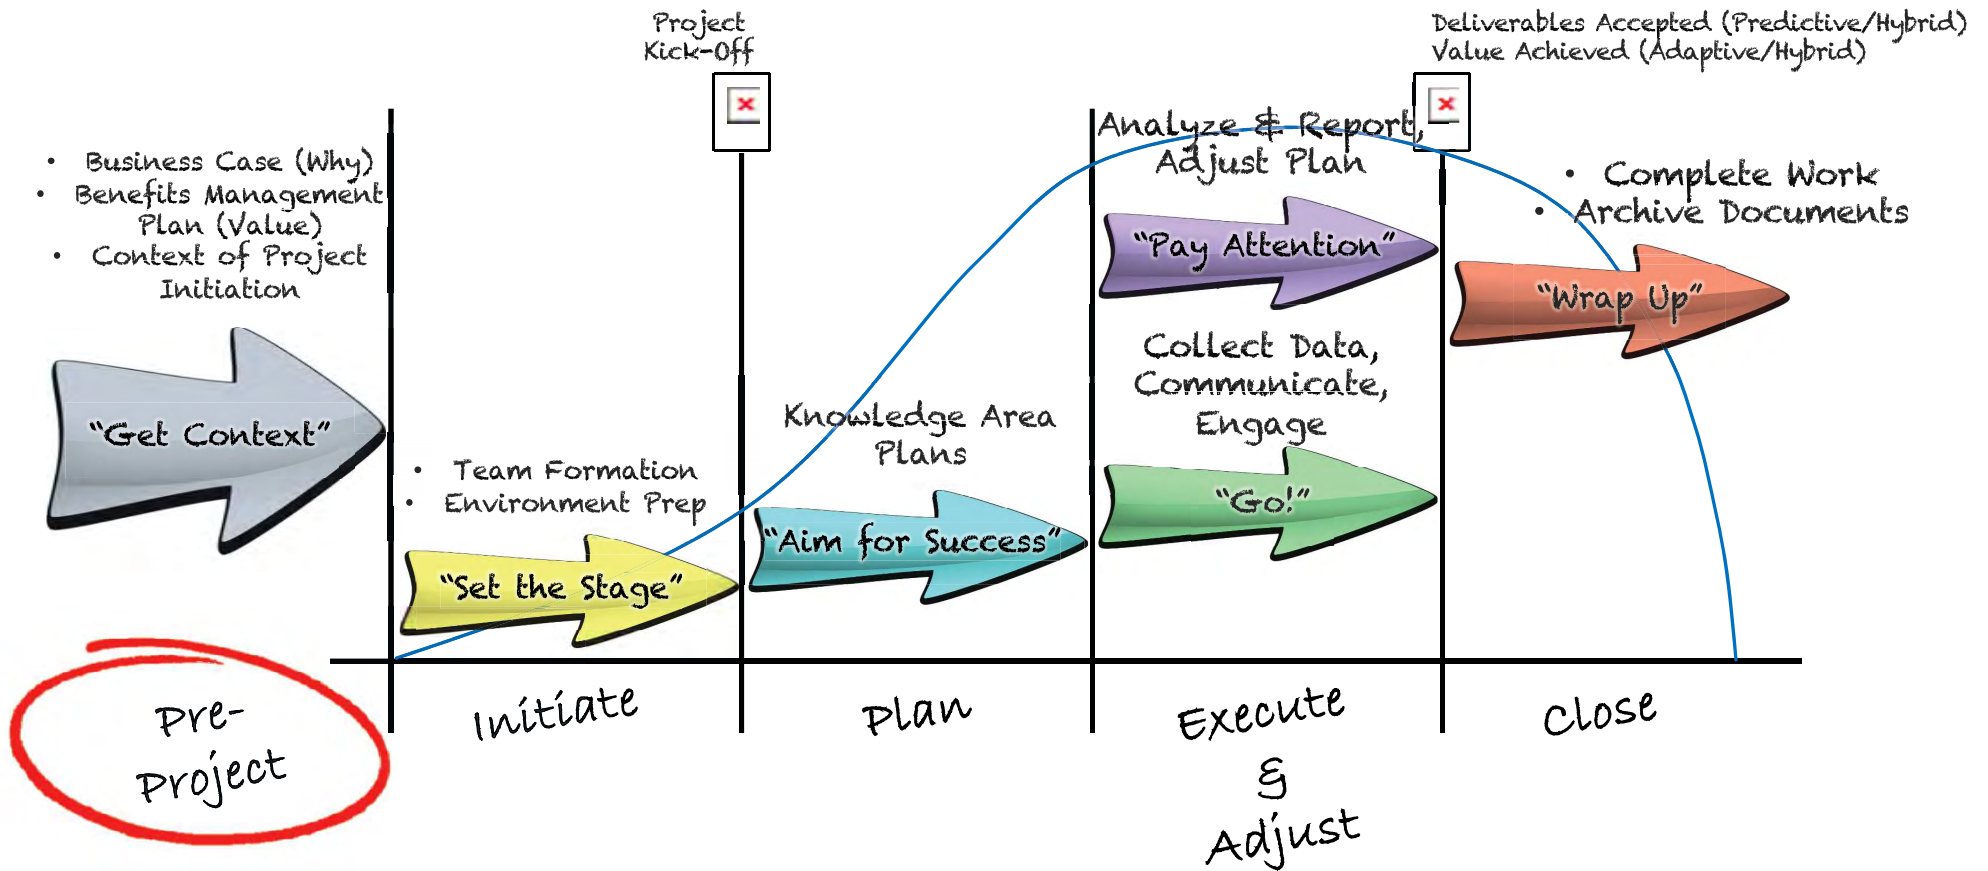 Project
Kick-Off
Deliverables Accepted (Predictive/Hybrid)
Value Achieved (Adaptive/Hybrid)
• Business Case (Why)
• Benefits Management
Plan (Value)
• Context of Project
Initiation
"Get Context"
• Team Formation
• Environment Prep
"Set the Stage"
Knowledge Area
Plans
"Aim for Success"
Analyze & Report,
Adjust Plan
"Pay Attention"
Collect Data,
Communicate,
Engage
"Go!"
• Complete Work
• Archive Documents
"Wrap Up"
Pre-
Project
Initiate
Plan
Execute
&
Adjust
Close